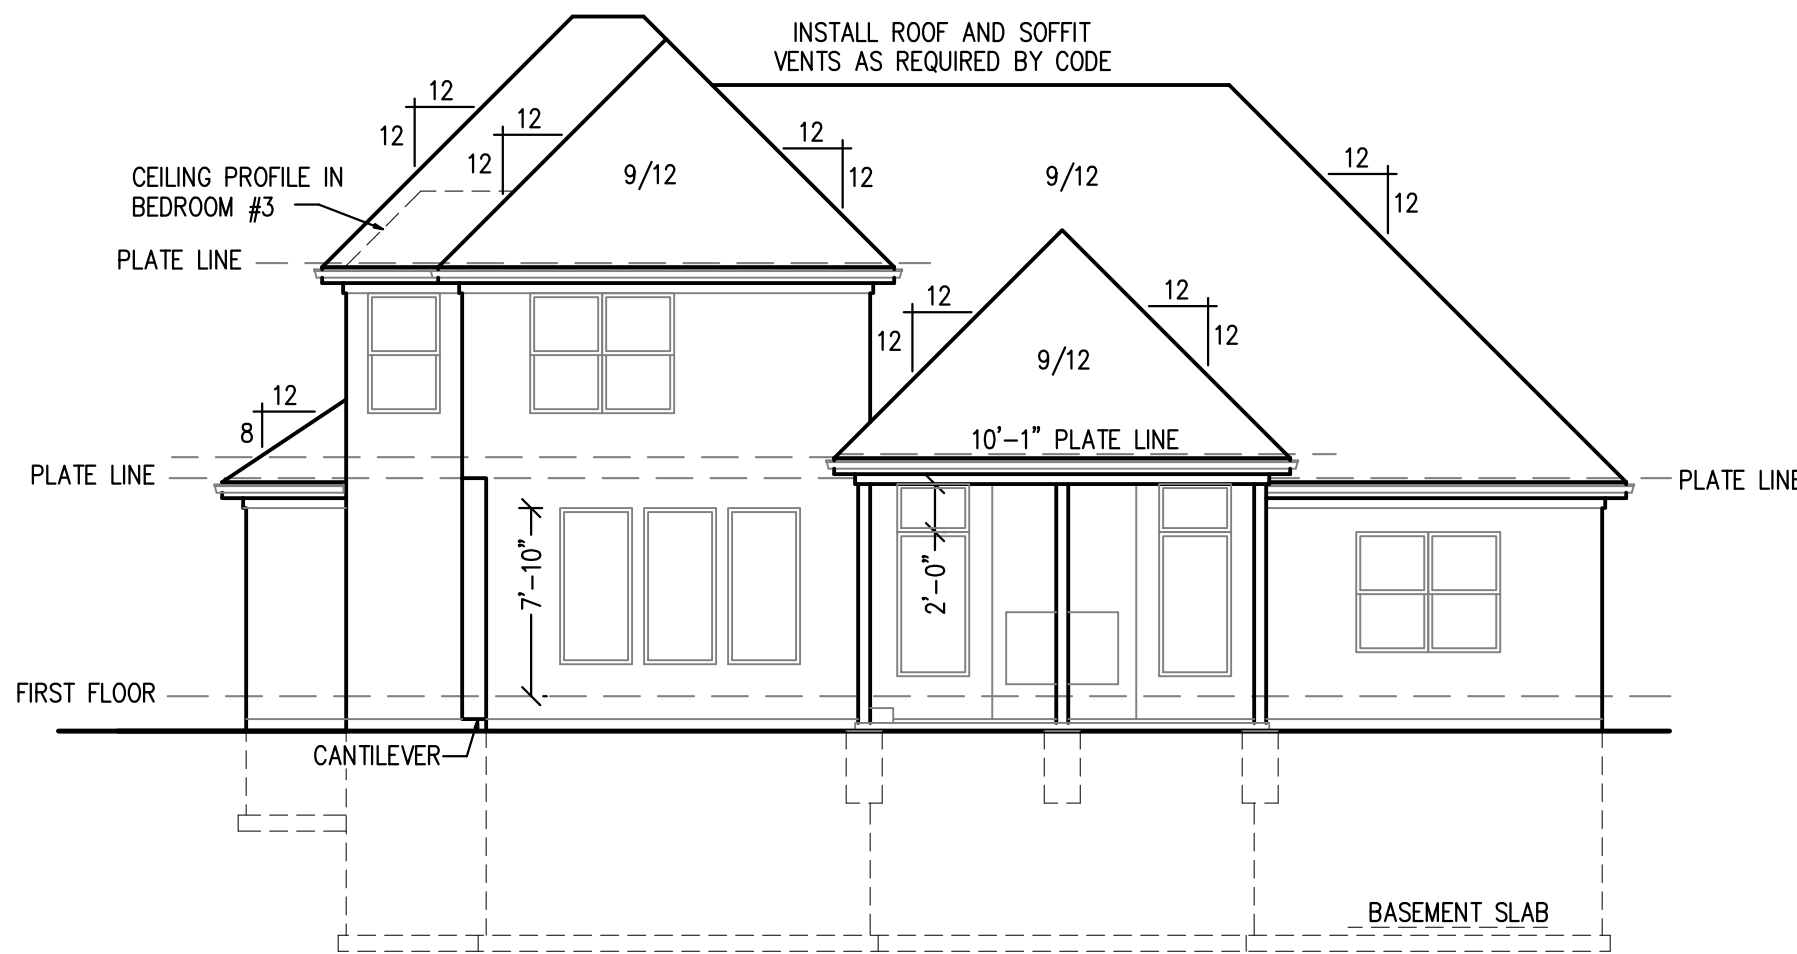 INSTALL ROOF AND SOFFIT
VENTS AS REQUIRED BY CODE
12
12
12
12
12
12
9/12
9/12
12
12
CEILING PROFILE IN
BEDROOM #3
PLATE LINE
12
12
12
12
9/12
12
8
10'-1" PLATE LINE
PLATE LINE
PLATE LINE
7'-10"
2'-0"
FIRST FLOOR
CANTILEVER
BASEMENT SLAB